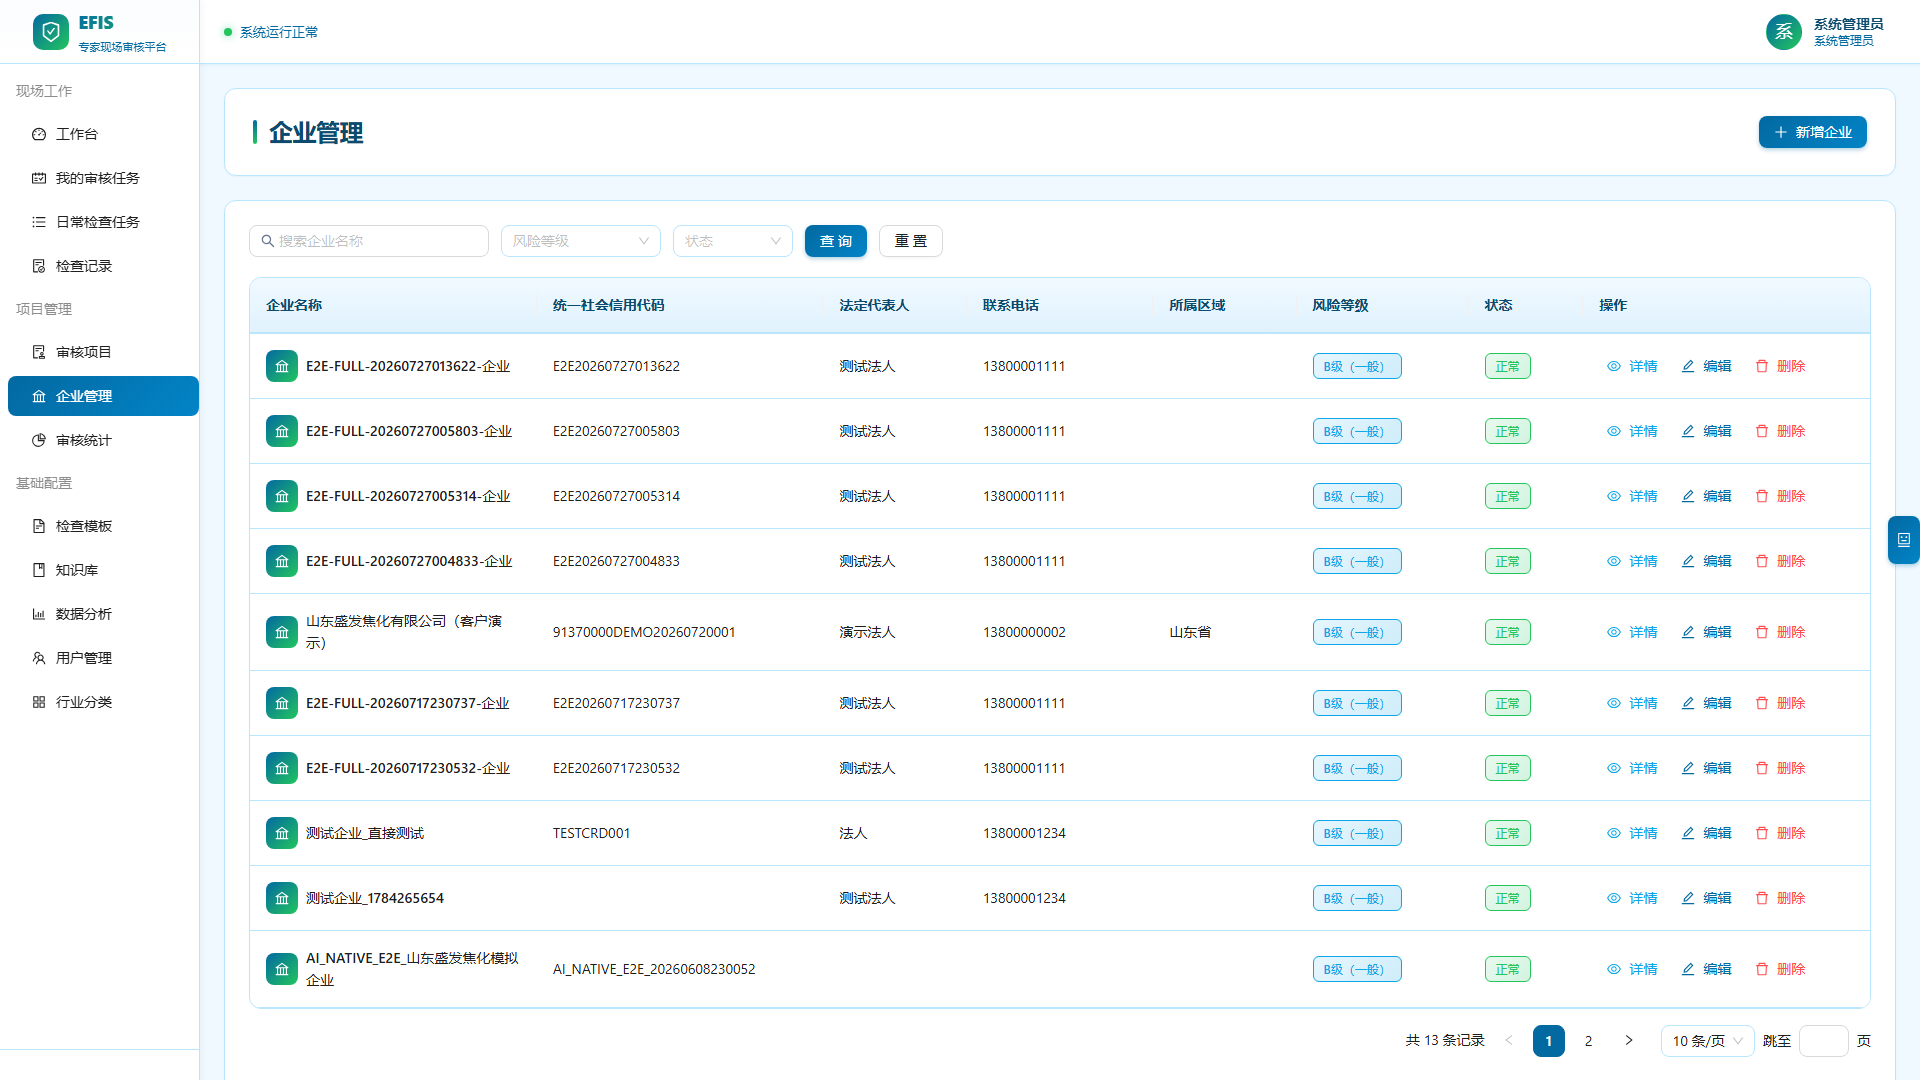 EFIS
专家现场审核平台
系统运行正常
系
系统管理员
系统管理员
现场工作
工作台
我的审核任务
日常检查任务
检查记录
项目管理
审核项目
企业管理
审核统计
基础配置
检查模板
知识库
数据分析
用户管理
行业分类
企业管理
新增企业
搜索企业名称 风险等级 状态 查 询 重 置
企业名称 统一社会信用代码 法定代表人 联系电话 所属区域 风险等级 状态 操作
E2E-FULL-20260727013622-企业 E2E20260727013622 测试法人 13800001111 B级（一般） 正常 详情 编辑 删除
E2E-FULL-20260727005803-企业 E2E20260727005803 测试法人 13800001111 B级（一般） 正常 详情 编辑 删除
E2E-FULL-20260727005314-企业 E2E20260727005314 测试法人 13800001111 B级（一般） 正常 详情 编辑 删除
E2E-FULL-20260727004833-企业 E2E20260727004833 测试法人 13800001111 B级（一般） 正常 详情 编辑 删除
山东盛发焦化有限公司（客户演
示） 91370000DEMO20260720001 演示法人 13800000002 山东省 B级（一般） 正常 详情 编辑 删除
E2E-FULL-20260717230737-企业 E2E20260717230737 测试法人 13800001111 B级（一般） 正常 详情 编辑 删除
E2E-FULL-20260717230532-企业 E2E20260717230532 测试法人 13800001111 B级（一般） 正常 详情 编辑 删除
测试企业_直接测试 TESTCRD001 法人 13800001234 B级（一般） 正常 详情 编辑 删除
测试企业_1784265654 测试法人 13800001234 B级（一般） 正常 详情 编辑 删除
AI_NATIVE_E2E_山东盛发焦化模拟
企业 AI_NATIVE_E2E_20260608230052 B级（一般） 正常 详情 编辑 删除
共 13 条记录 1 2 10 条/页 跳至 页